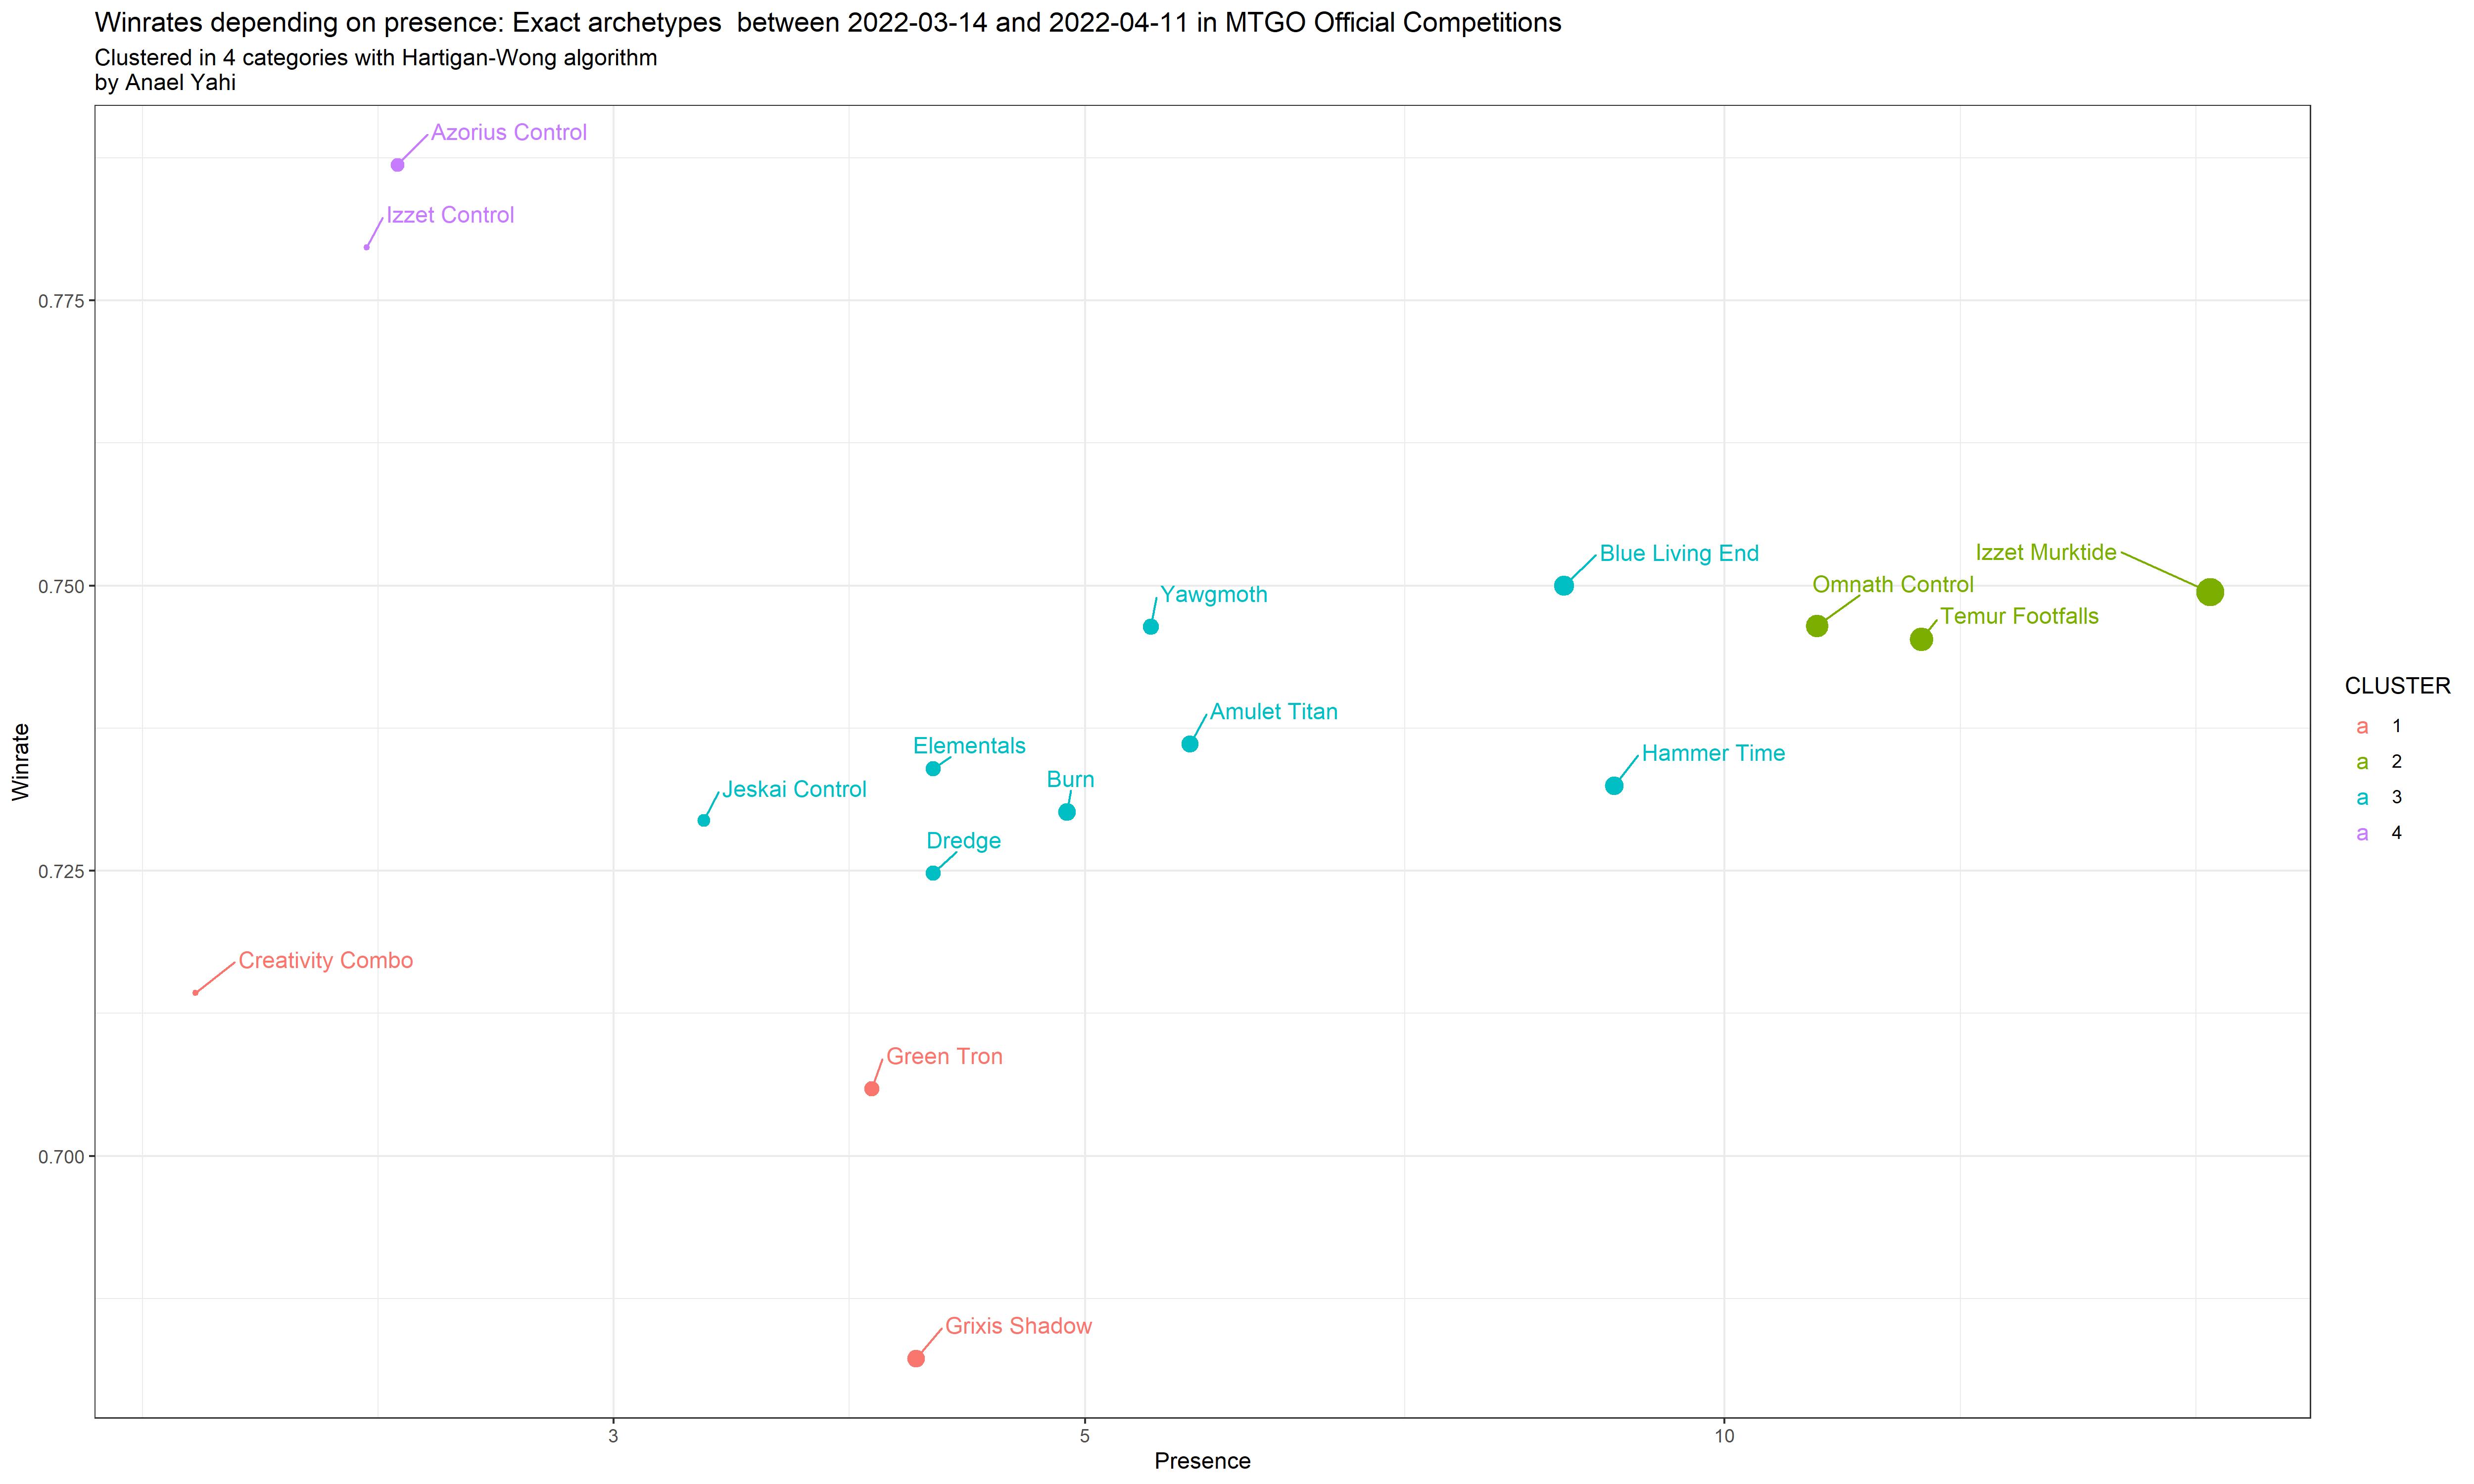 Winrates depending on presence: Exact archetypes  between 2022-03-14 and 2022-04-11 in MTGO Official Competitions
Clustered in 4 categories with Hartigan-Wong algorithm
by Anael Yahi
Azorius Control
Izzet Control
0.775
Blue Living End
Izzet Murktide
0.750
Omnath Control
Yawgmoth
Temur Footfalls
CLUSTER
Amulet Titan
a 1
Elementals
Hammer Time
a 2
Burn
Jeskai Control
a 3
Winrate
Dredge
a 4
0.725
Creativity Combo
Green Tron
0.700
Grixis Shadow
3
5
10
Presence